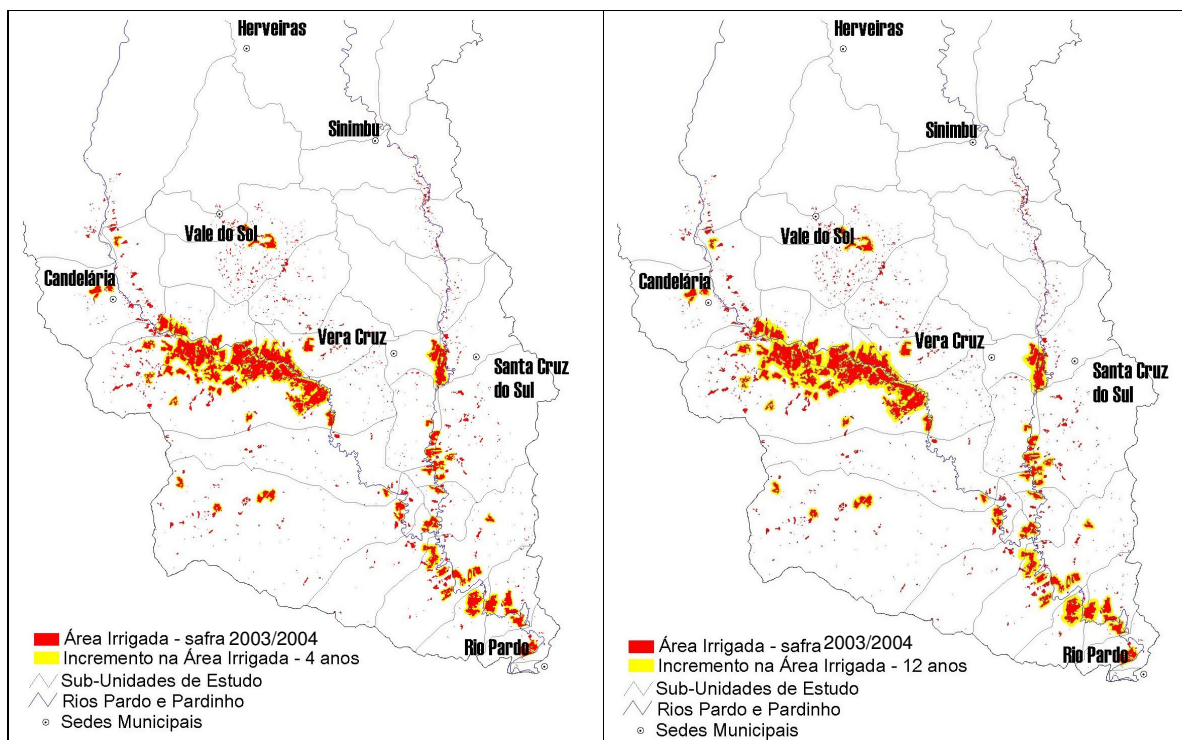 Herveiras
Sinimbu
Vale do Sol
Candelária
Vera Cruz
Santa Cruz
do Sul
Rio Pardo
Área Irrigada - safra 2003/2004
Incremento na Área Irrigada - 4 anos
Sub-Unidades de Estudo
Rios Pardo e Pardinho
Sedes Municipais
Herveiras
Sinimbu
Vale do Sol
Candelária
Vera Cruz
Santa Cruz
do Sul
Rio Pardo
Área Irrigada - safra 2003/2004
Incremento na Área Irrigada - 12 anos
Sub-Unidades de Estudo
Rios Pardo e Pardinho
Sedes Municipais